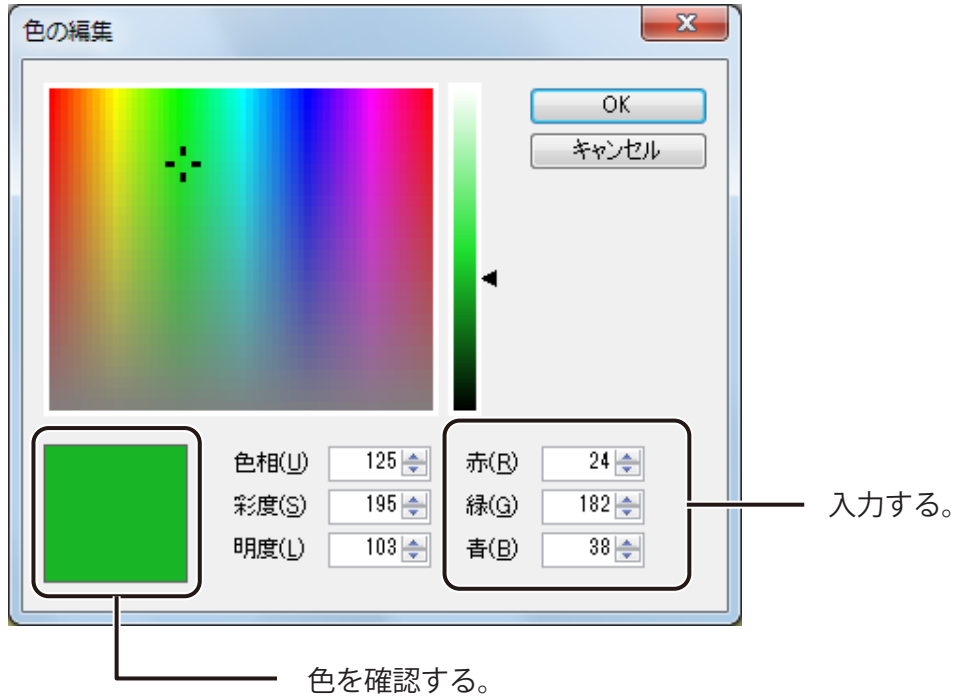 色の編集
OK
キャンセル
色相(U) 125 赤(R) 24
彩度(S) 195 緑(G) 182
明度(L) 103 青(B) 38
入力する。
色を確認する。